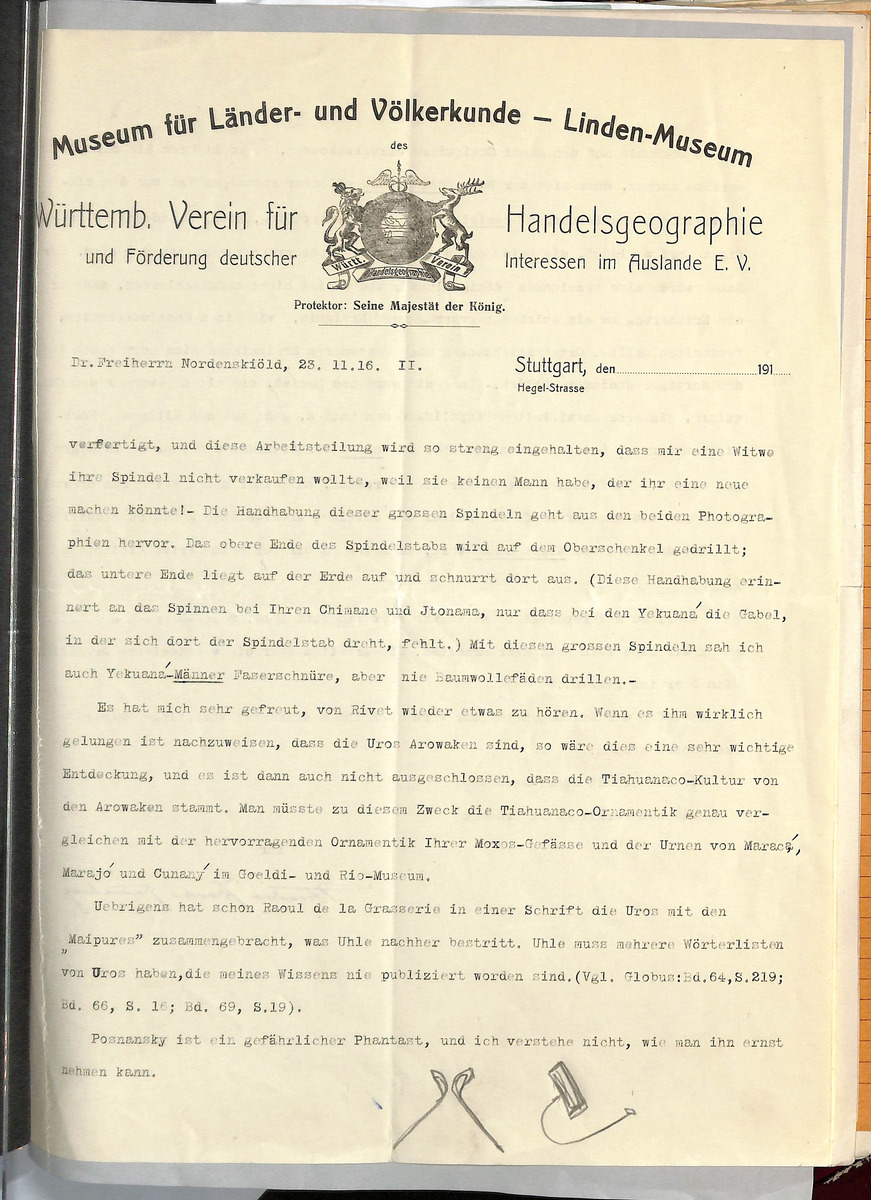 Museum für Länder- und Völkerkunde — Linden-Museum
des
Württemb. Verein für Handelsgeographie
und Förderung deutscher Interessen im Auslande E. V.
Württ. Verein
Handelsgeographie
Protektor: Seine Majestät der König.
Dr.Freiherrn Nordenskiöld, 23. 11.16. II.
Stuttgart, den 191
Hegel-Strasse
verfertigt, und diese Arbeitsteilung wird so streng eingehalten, dass mir eine Witwe
ihre Spindel nicht verkaufen wollte, weil sie keinen Mann habe, der ihr eine neue
machen könnte!- Die Handhabung dieser grossen Spindeln geht aus den beiden Photogra-
phien hervor. Das obere Ende des Spindelstabs wird auf dem Oberschenkel gedrillt;
das untere Ende liegt auf der Erde auf und schnurrt dort aus. (Diese Handhabung erin-
nert an das Spinnen bei Ihren Chimane und Jtonama, nur dass bei den Yekuaná die Gabel,
in der sich dort der Spindelstab dreht, fehlt.) Mit diesen grossen Spindeln sah ich
auch Yekuaná-Männer Faserschnüre, aber nie Baumwollefäden drillen.-
Es hat mich sehr gefreut, von Rivet wieder etwas zu hören. Wenn es ihm wirklich
gelungen ist nachzuweisen, dass die Uros Arowaken sind, so wäre dies eine sehr wichtige
Entdeckung, und es ist dann auch nicht ausgeschlossen, dass die Tiahuanaco-Kultur von
den Arowaken stammt. Man müsste zu diesem Zweck die Tiahuanaco-Ornamentik genau ver-
gleichen mit der hervorragenden Ornamentik Ihrer Moxos-Gefässe und der Urnen von Maracá,
Marajó und Cunaný im Goeldi- und Rio-Museum.
Uebrigens hat schon Raoul de la Grasserie in einer Schrift die Uros mit den
„Maipures” zusammengebracht, was Uhle nachher bestritt. Uhle muss mehrere Wörterlisten
von Uros haben,die meines Wissens nie publiziert worden sind.(Vgl. Globus:Bd.64,S.219;
Bd. 66, S. 16; Bd. 69, S.19).
Posnansky ist ein gefährlicher Phantast, und ich verstehe nicht, wie man ihn ernst
nehmen kann.